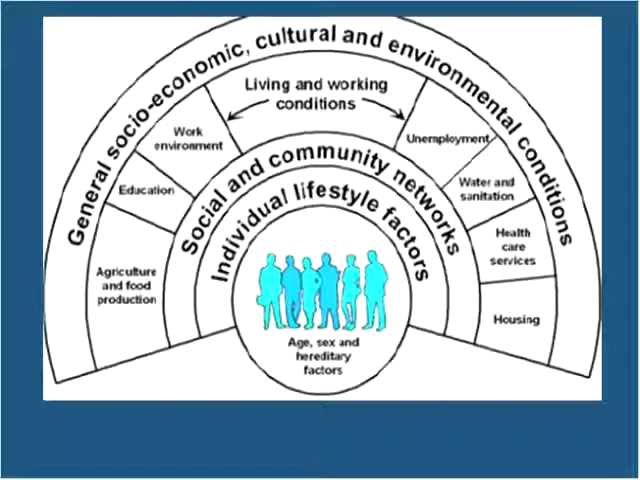 General socio-economic, cultural and environmental conditions
Living and working
conditions
Work
environment
Unemployment
Education
Water and
sanitation
Agriculture
and food
production
Health
care
services
Housing
Social and community networks
Individual lifestyle factors
Age, sex and
hereditary
factors